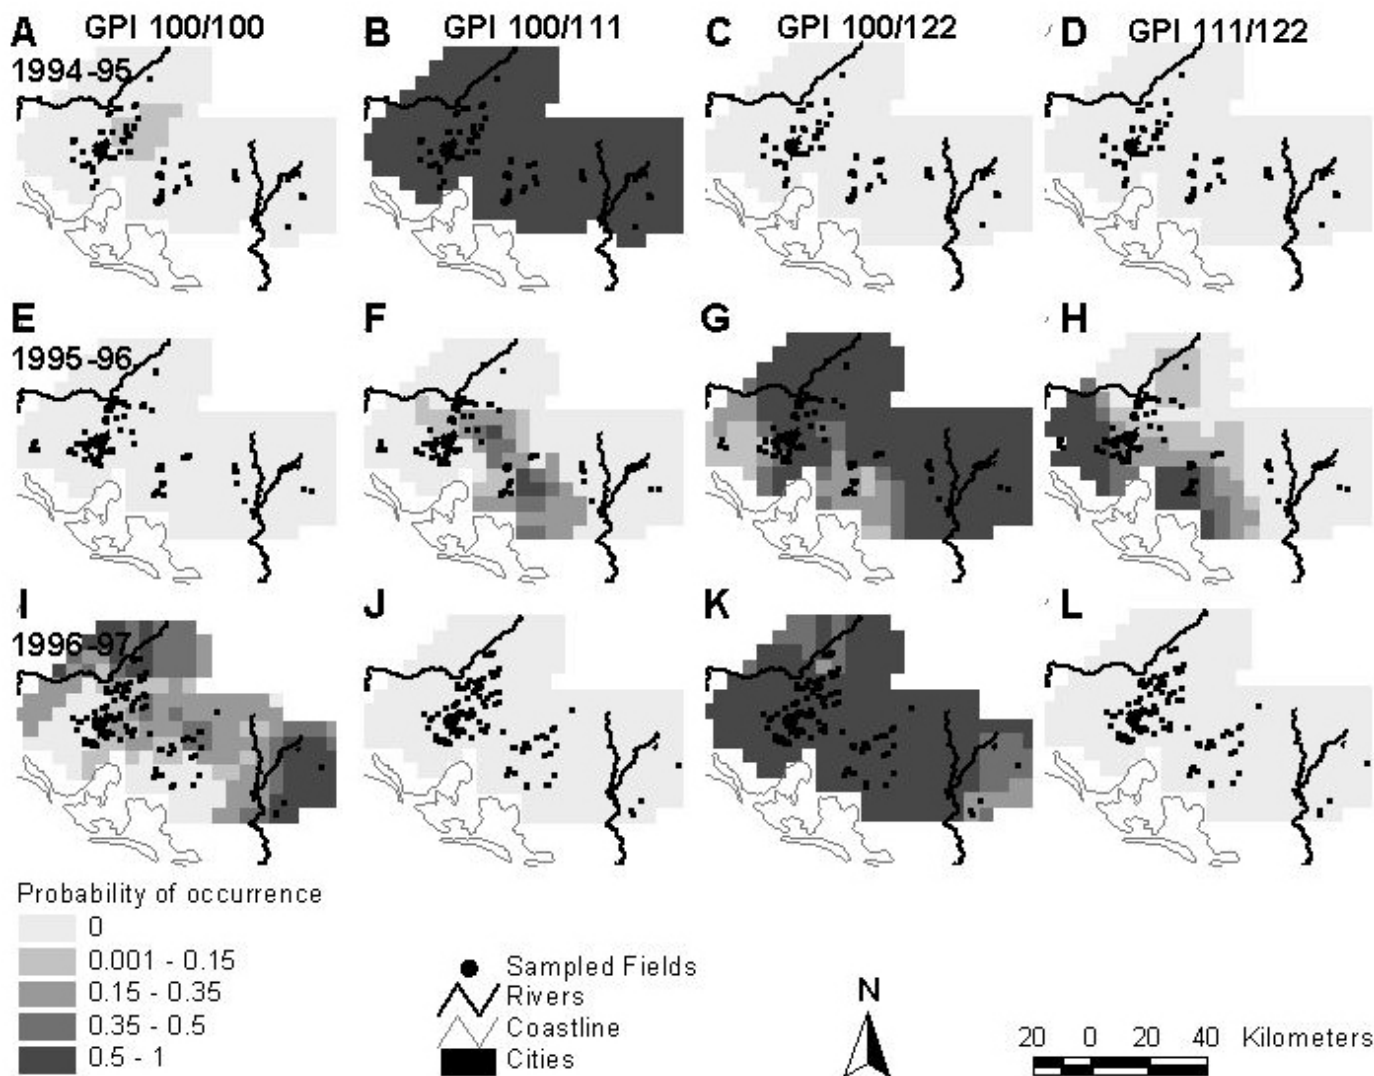 A GPI 100/100 B GPI 100/111 C GPI 100/122 D GPI 111/122
1994-95
E F G H
1995-96
I J K L
1996-97
Probability of occurrence
0
0.001 - 0.15
0.15 - 0.35
0.35 - 0.5
0.5 - 1
Sampled Fields
Rivers
Coastline
Cities
N
20 0 20 40 Kilometers